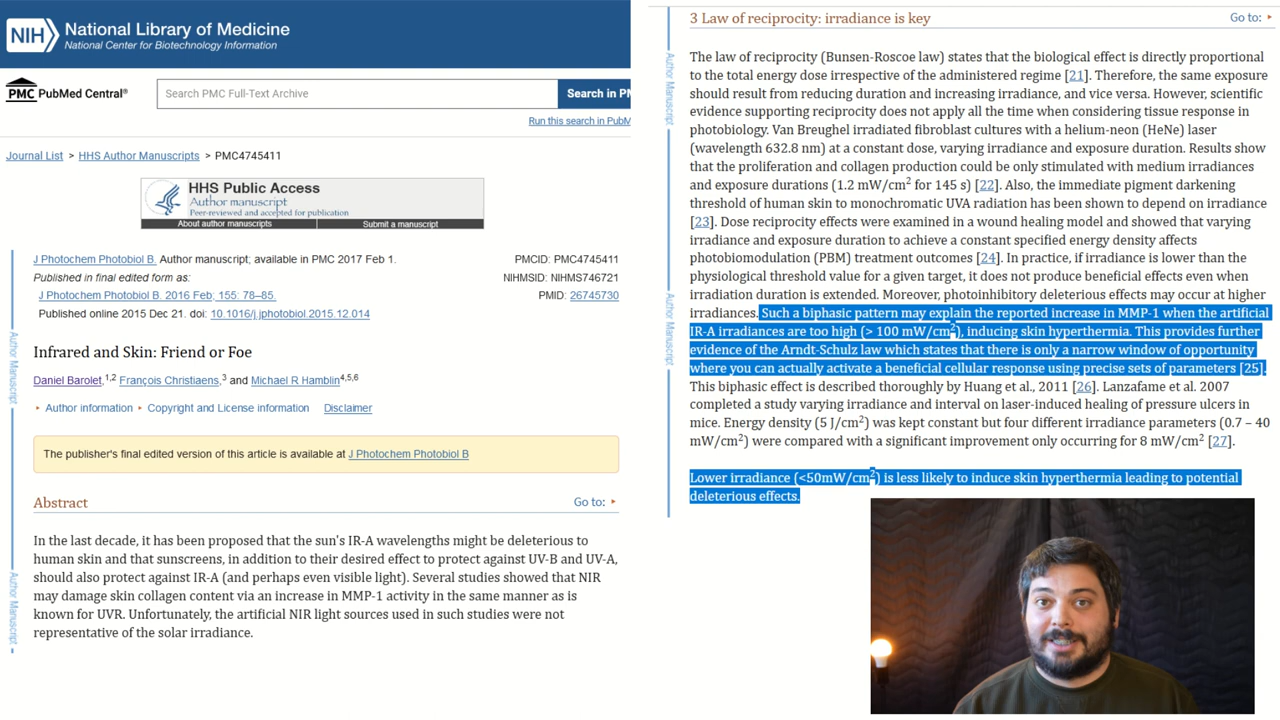 NIH
National Library of Medicine
National Center for Biotechnology Information
PMC PubMed Central®
Search PMC Full-Text Archive
Search in PM
Run this search in PubM
Journal List > HHS Author Manuscripts > PMC4745411
HHS Public Access
Author manuscript
Peer-reviewed and accepted for publication
About author manuscripts
Submit a manuscript
J Photochem Photobiol B. Author manuscript; available in PMC 2017 Feb 1.
PMCID: PMC4745411
Published in final edited form as:
NIHMSID: NIHMS746721
J Photochem Photobiol B. 2016 Feb; 155: 78–85.
PMID: 26745730
Published online 2015 Dec 21. doi: 10.1016/j.jphotobiol.2015.12.014
Infrared and Skin: Friend or Foe
Daniel Barolet,1,2 François Christiaens,3 and Michael R Hamblin4,5,6
▸ Author information ▸ Copyright and License information Disclaimer
The publisher's final edited version of this article is available at J Photochem Photobiol B
Abstract
Go to: ▸
In the last decade, it has been proposed that the sun's IR-A wavelengths might be deleterious to
human skin and that sunscreens, in addition to their desired effect to protect against UV-B and UV-A,
should also protect against IR-A (and perhaps even visible light). Several studies showed that NIR
may damage skin collagen content via an increase in MMP-1 activity in the same manner as is
known for UVR. Unfortunately, the artificial NIR light sources used in such studies were not
representative of the solar irradiance.
Author Manuscript
Author Manuscript
3 Law of reciprocity: irradiance is key
Go to: ▸
The law of reciprocity (Bunsen-Roscoe law) states that the biological effect is directly proportional
to the total energy dose irrespective of the administered regime [21]. Therefore, the same exposure
should result from reducing duration and increasing irradiance, and vice versa. However, scientific
evidence supporting reciprocity does not apply all the time when considering tissue response in
photobiology. Van Breughel irradiated fibroblast cultures with a helium-neon (HeNe) laser
(wavelength 632.8 nm) at a constant dose, varying irradiance and exposure duration. Results show
that the proliferation and collagen production could be only stimulated with medium irradiances
and exposure durations (1.2 mW/cm2 for 145 s) [22]. Also, the immediate pigment darkening
threshold of human skin to monochromatic UVA radiation has been shown to depend on irradiance
[23]. Dose reciprocity effects were examined in a wound healing model and showed that varying
irradiance and exposure duration to achieve a constant specified energy density affects
photobiomodulation (PBM) treatment outcomes [24]. In practice, if irradiance is lower than the
physiological threshold value for a given target, it does not produce beneficial effects even when
irradiation duration is extended. Moreover, photoinhibitory deleterious effects may occur at higher
irradiances. Such a biphasic pattern may explain the reported increase in MMP-1 when the artificial
IR-A irradiances are too high (> 100 mW/cm2), inducing skin hyperthermia. This provides further
evidence of the Arndt-Schulz law which states that there is only a narrow window of opportunity
where you can actually activate a beneficial cellular response using precise sets of parameters [25].
This biphasic effect is described thoroughly by Huang et al., 2011 [26]. Lanzafame et al. 2007
completed a study varying irradiance and interval on laser-induced healing of pressure ulcers in
mice. Energy density (5 J/cm2) was kept constant but four different irradiance parameters (0.7 – 40
mW/cm2) were compared with a significant improvement only occurring for 8 mW/cm2 [27].
Lower irradiance (<50mW/cm2) is less likely to induce skin hyperthermia leading to potential
deleterious effects.
Author Manuscript
Author Manuscript